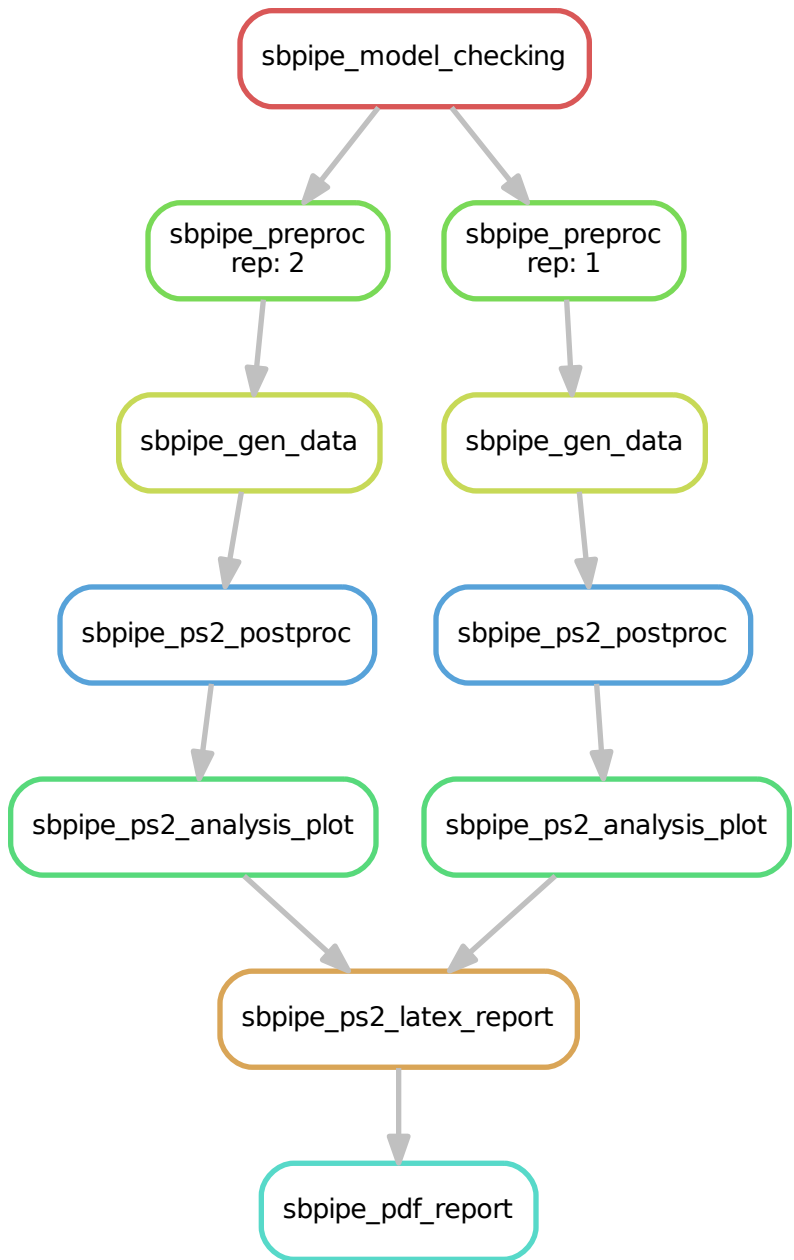 sbpipe_model_checking
sbpipe_preproc
rep: 2
sbpipe_preproc
rep: 1
sbpipe_gen_data
sbpipe_gen_data
sbpipe_ps2_postproc
sbpipe_ps2_postproc
sbpipe_ps2_analysis_plot
sbpipe_ps2_analysis_plot
sbpipe_ps2_latex_report
sbpipe_pdf_report